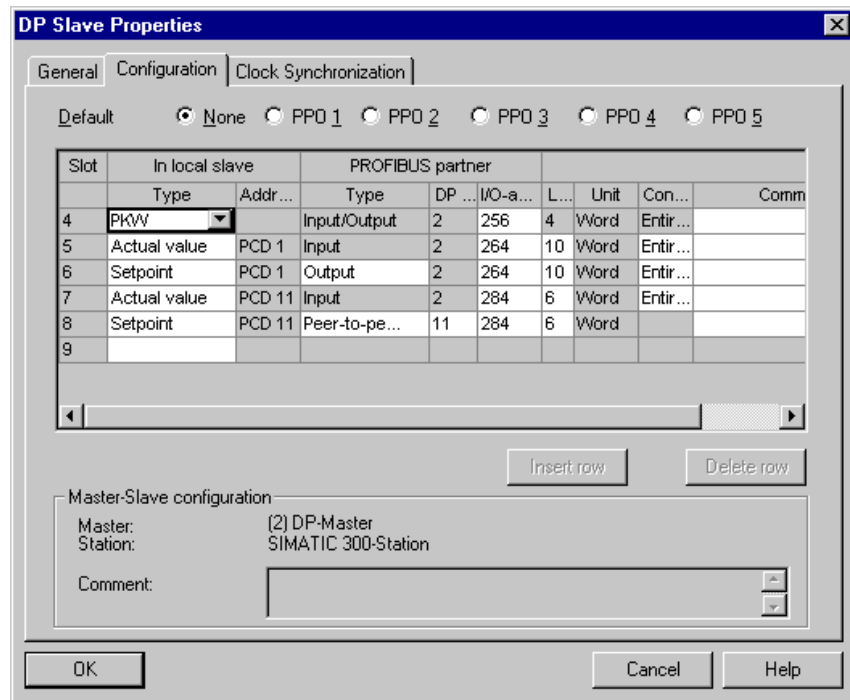 DP Slave Properties
General Configuration Clock Synchronization
Default None PPO 1 PPO 2 PPO 3 PPO 4 PPO 5
Slot In local slave PROFIBUS partner
Type Addr... Type DP ... I/O-a... L... Unit Con... Comm
4 PKW Input/Output 2 256 4 Word Entir...
5 Actual value PCD 1 Input 2 264 10 Word Entir...
6 Setpoint PCD 1 Output 2 264 10 Word Entir...
7 Actual value PCD 11 Input 2 284 6 Word Entir...
8 Setpoint PCD 11 Peer-to-pe... 11 284 6 Word
9
Insert row Delete row
Master-Slave configuration
Master: (2) DP-Master
Station: SIMATIC 300-Station
Comment:
OK Cancel Help